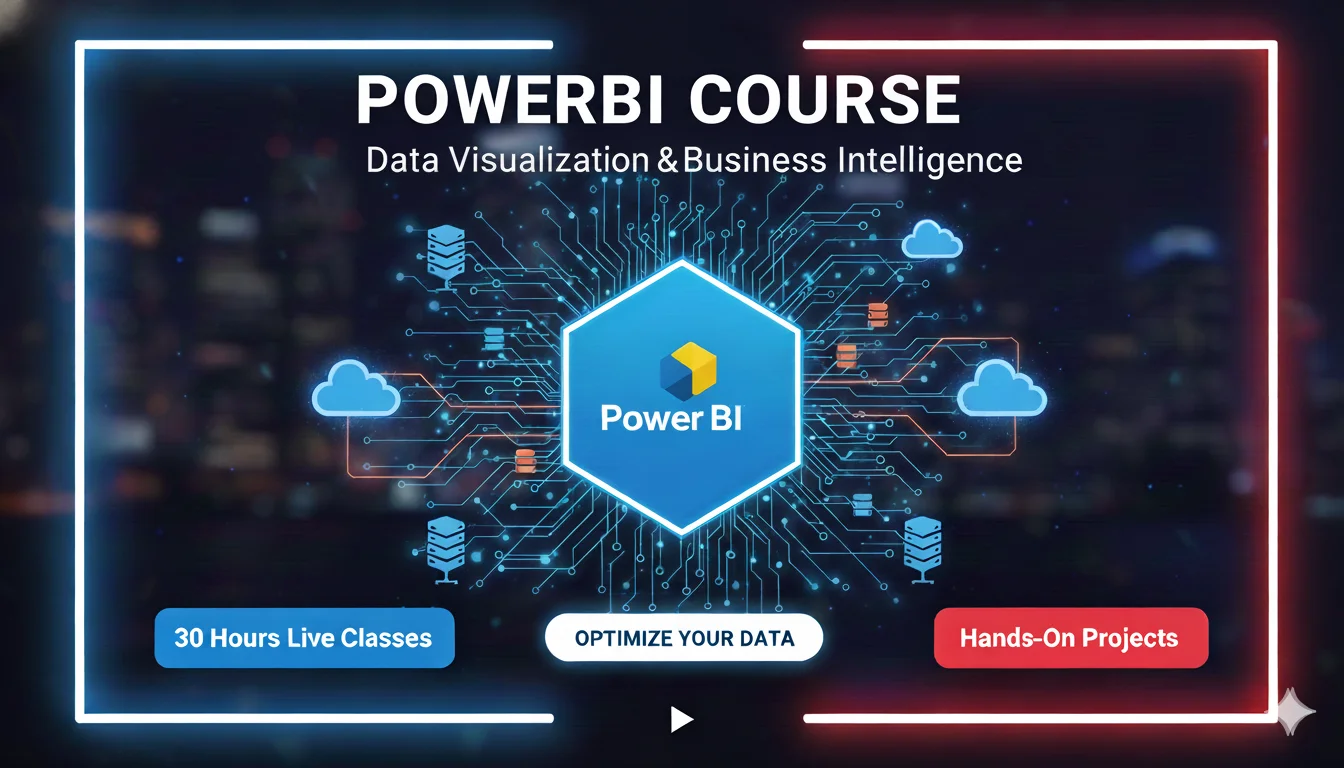 POWERBI COURSE
Data Visualization & Business Intelligence
Power BI
30 Hours Live Classes
OPTIMIZE YOUR DATA
Hands-On Projects